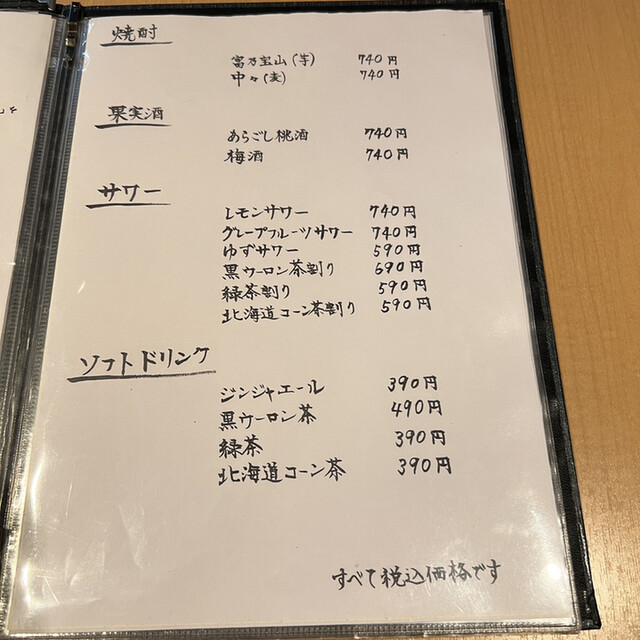 焼酎
富乃宝山(芋) 740円
中々(麦) 740円
果実酒
あらごし桃酒 740円
梅酒 740円
サワー
レモンサワー 740円
グレープフルーツサワー 740円
ゆずサワー 590円
黒ウーロン茶割り 690円
緑茶割り 590円
北海道コーン茶割り 590円
ソフトドリンク
ジンジャエール 390円
黒ウーロン茶 490円
緑茶 390円
北海道コーン茶 390円
すべて税込価格です